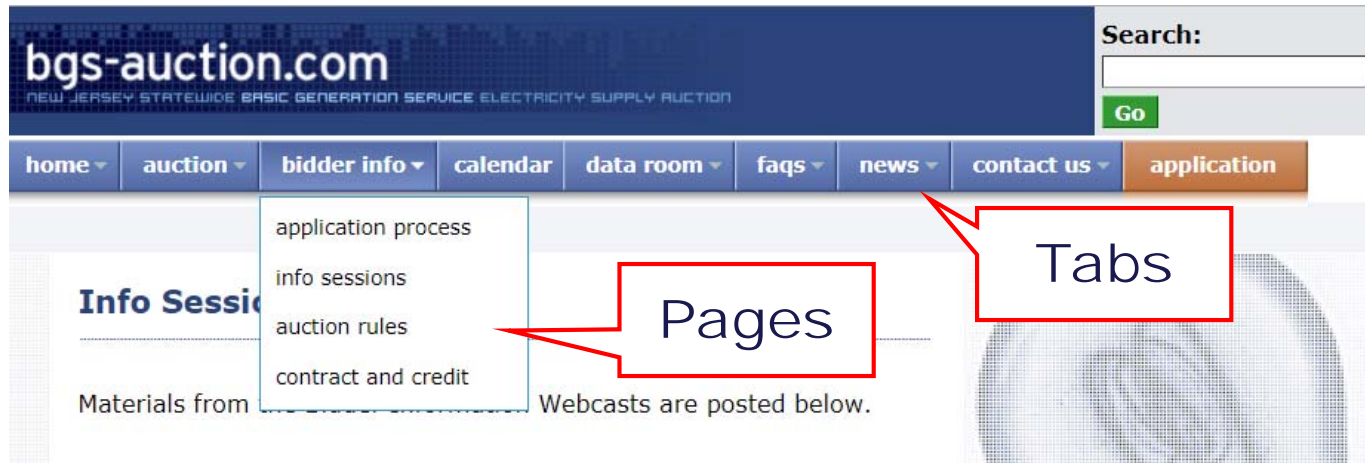 bgs-auction.com
NEW JERSEY STATEWIDE BASIC GENERATION SERVICE ELECTRICITY SUPPLY AUCTION
Search:
Go
home auction bidder info calendar data room faqs news contact us application
application process
info sessions
auction rules
contract and credit
Tabs
Pages
Info Sessio
Materials from Webcasts are posted below.